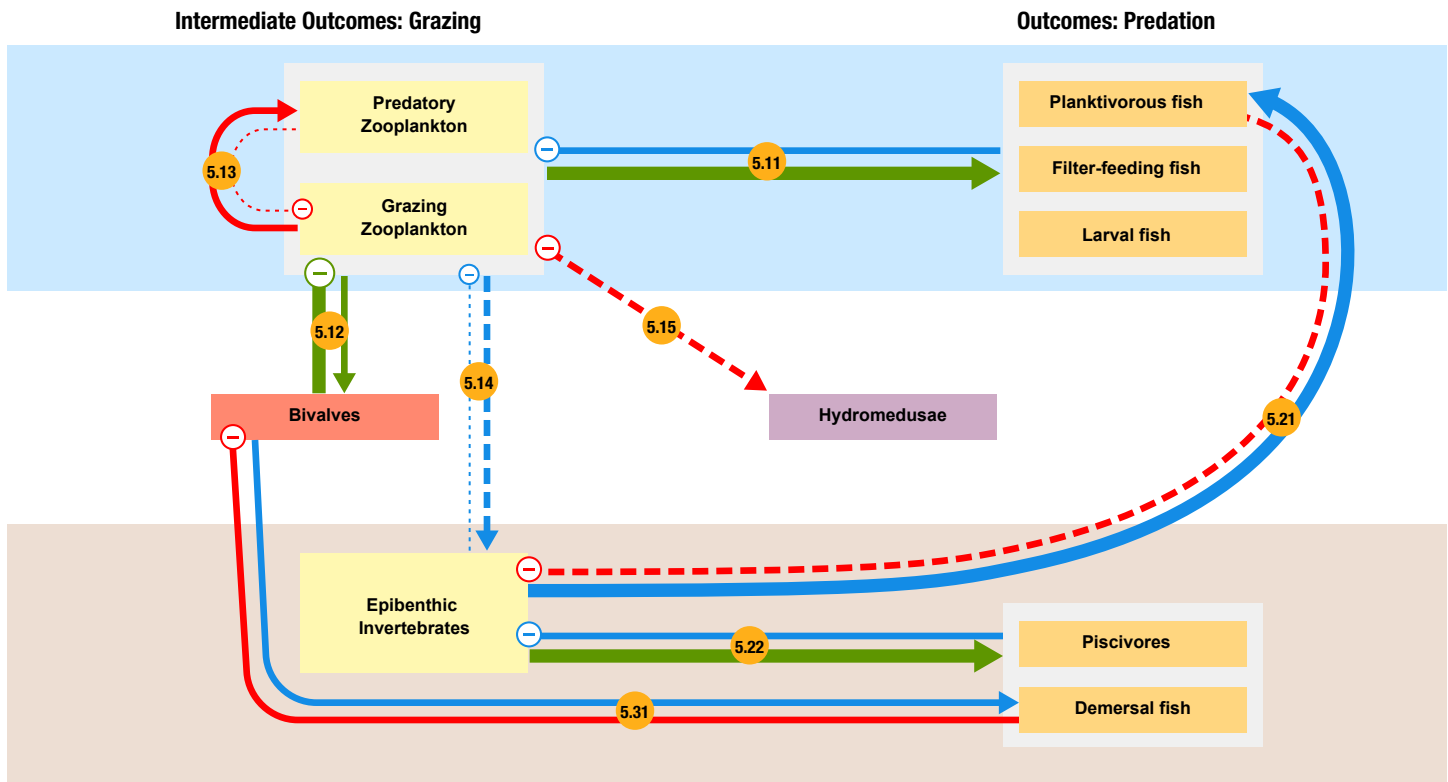 Intermediate Outcomes: Grazing
Outcomes: Predation
Predatory
Zooplankton
Planktivorous fish
5.13
5.11
Filter-feeding fish
Grazing
Zooplankton
Larval fish
5.12
5.15
5.14
Bivalves
Hydromedusae
5.21
Epibenthic
Invertebrates
5.22
Piscivores
5.31
Demersal fish